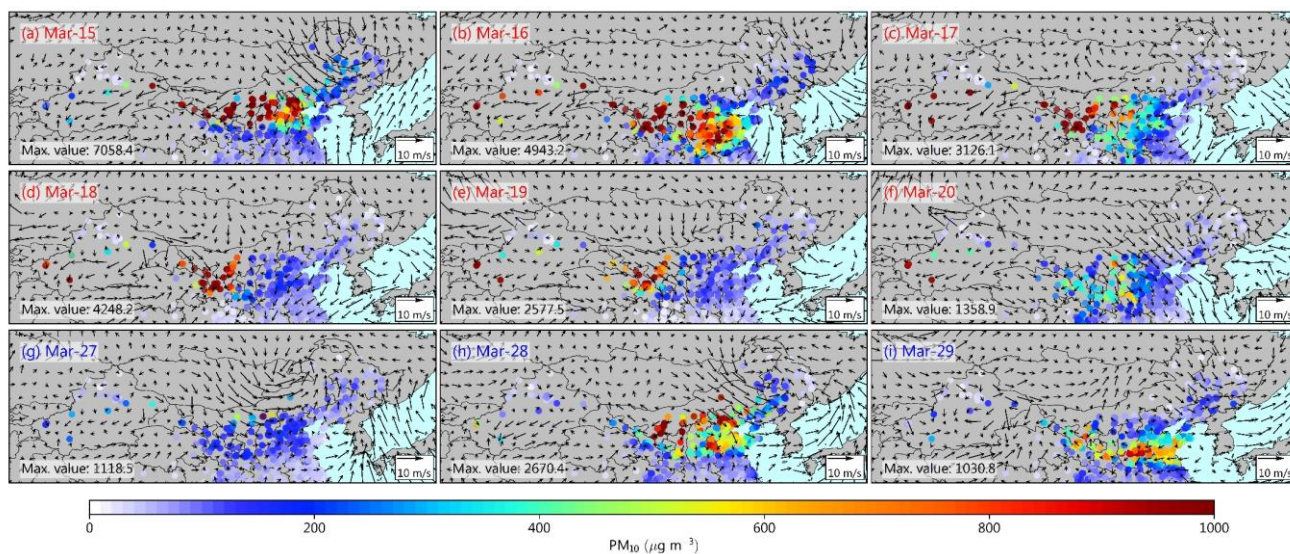 (a) Mar-15
Max. value: 7058.4
10 m/s
(b) Mar-16
Max. value: 4943.2
10 m/s
(c) Mar-17
Max. value: 3126.1
10 m/s
(d) Mar-18
Max. value: 4248.2
10 m/s
(e) Mar-19
Max. value: 2577.5
10 m/s
(f) Mar-20
Max. value: 1358.9
10 m/s
(g) Mar-27
Max. value: 1118.5
10 m/s
(h) Mar-28
Max. value: 2670.4
10 m/s
(i) Mar-29
Max. value: 1030.8
10 m/s
0 200 400 600 800 1000
PM₁₀ (μg m⁻³)